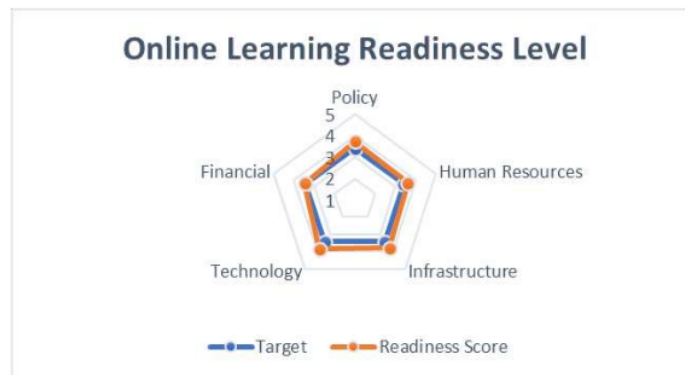 Online Learning Readiness Level
Policy
5
4
3
2
1
Financial
Human Resources
Technology
Infrastructure
Target
Readiness Score